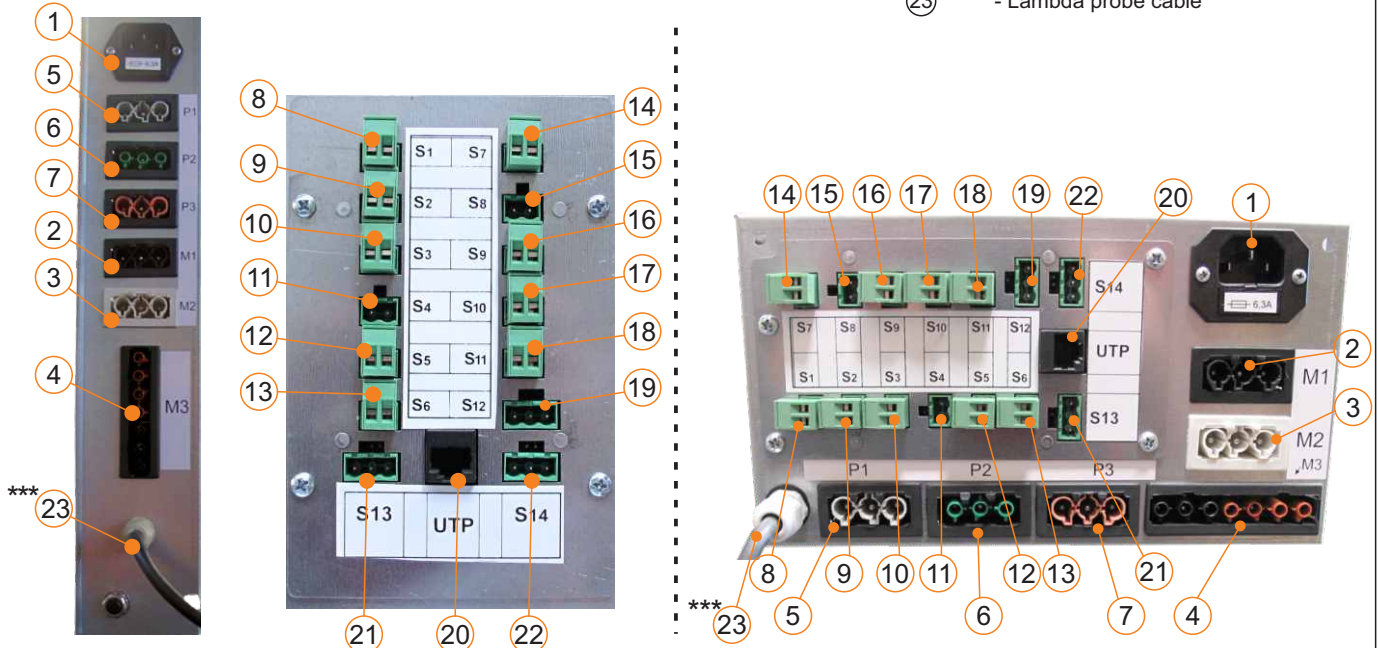 23 - Lambda probe cable
1
5
6
7
2
3
4
*** 23
6,3A
P1
P2
P3
M1
M2
M3
8
9
10
11
12
13
14
15
16
17
18
19
21
20
22
S1 S7
S2 S8
S3 S9
S4 S10
S5 S11
S6 S12
S13 UTP S14
14 15 16 17 18 19 22 20 1
S14
S7 S8 S9 S10 S11 S12
UTP
S1 S2 S3 S4 S5 S6
S13
6,3A
2
M1
3
M2
M3
P1 P2 P3
8 9 10 11 12 13 21
*** 23 5 6 7 4